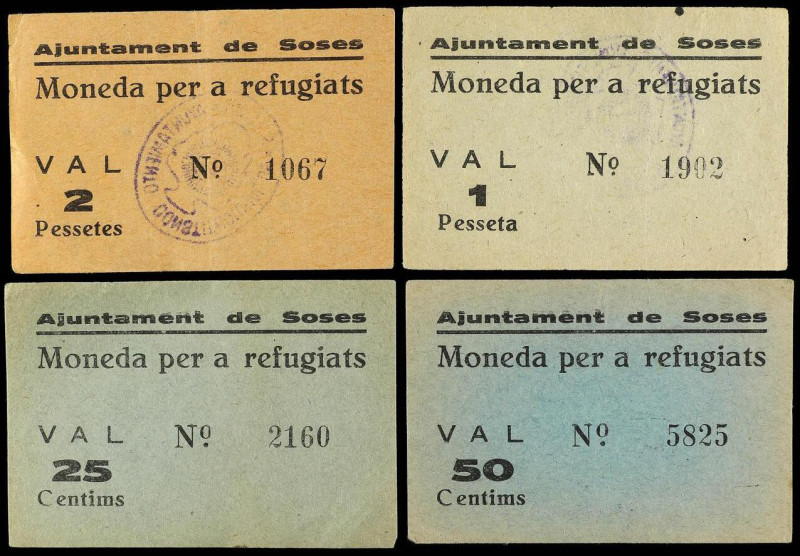 Ajuntament de Soses
Moneda per a refugiats
VAL Nº 1067
2
Pessetes
AYUNTAMIENTO CONSTITUCIONAL
Ajuntament de Soses
Moneda per a refugiats
VAL Nº 1902
1
Pesseta
Ajuntament de Soses
Moneda per a refugiats
VAL Nº 2160
25
Centims
Ajuntament de Soses
Moneda per a refugiats
VAL Nº 5825
50
Centims